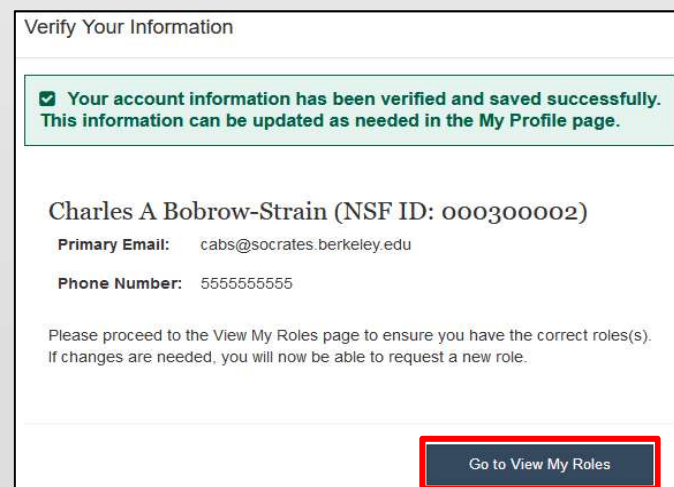 Verify Your Information
Your account information has been verified and saved successfully.
This information can be updated as needed in the My Profile page.
Charles A Bobrow-Strain (NSF ID: 000300002)
Primary Email: cabs@socrates.berkeley.edu
Phone Number: 5555555555
Please proceed to the View My Roles page to ensure you have the correct roles(s).
If changes are needed, you will now be able to request a new role.
Go to View My Roles